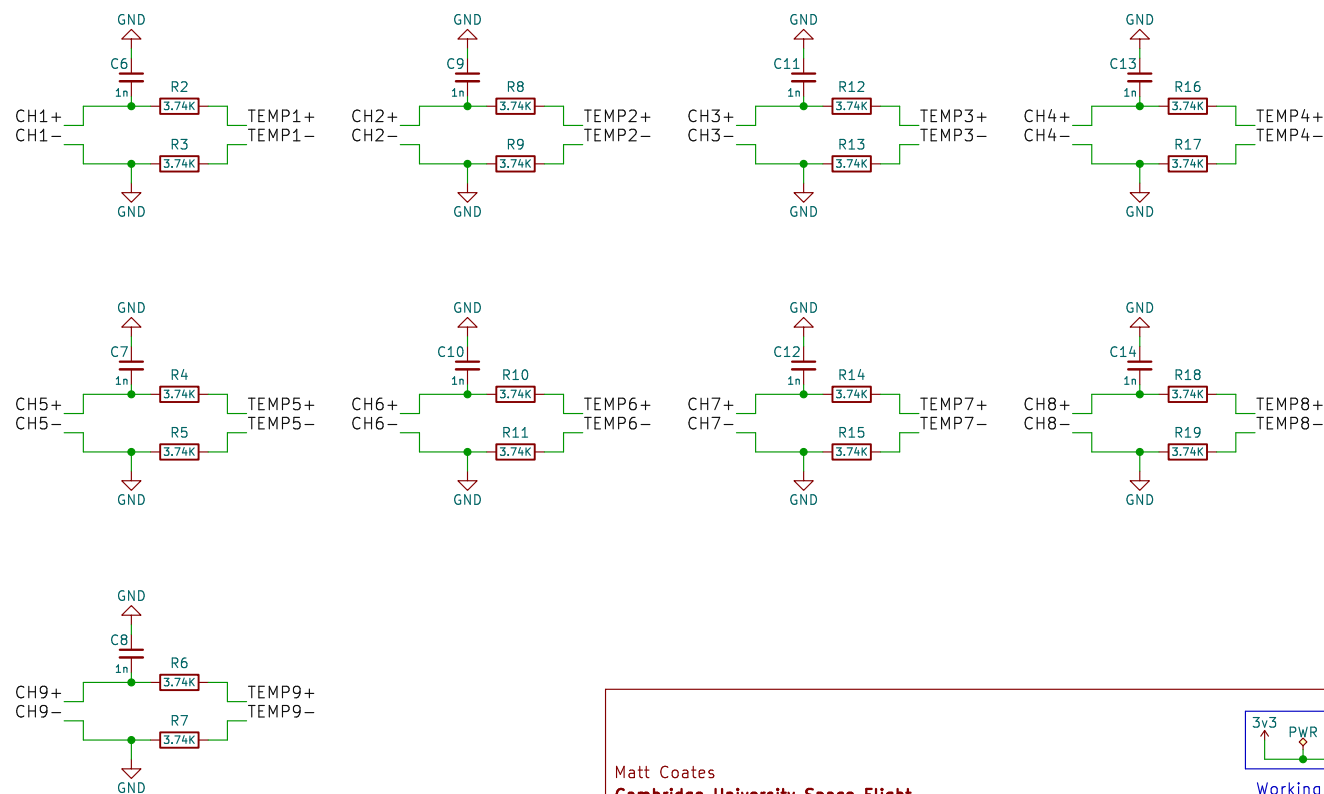 GND GND GND GND
C6 C9 C11 C13
R2 R8 R12 R16
1n 3.74K 1n 3.74K 1n 3.74K 1n 3.74K
CH1+ TEMP1+ CH2+ TEMP2+ CH3+ TEMP3+ CH4+ TEMP4+
CH1− TEMP1− CH2− TEMP2− CH3− TEMP3− CH4− TEMP4−
R3 R9 R13 R17
3.74K 3.74K 3.74K 3.74K
GND GND GND GND
GND GND GND GND
C7 C10 C12 C14
R4 R10 R14 R18
1n 3.74K 1n 3.74K 1n 3.74K 1n 3.74K
CH5+ TEMP5+ CH6+ TEMP6+ CH7+ TEMP7+ CH8+ TEMP8+
CH5− TEMP5− CH6− TEMP6− CH7− TEMP7− CH8− TEMP8−
R5 R11 R15 R19
3.74K 3.74K 3.74K 3.74K
GND GND GND GND
GND
C8
R6
1n 3.74K
CH9+ TEMP9+
CH9− TEMP9−
R7
3.74K
GND
3v3 PWR
Matt Coates
Cambridge University Space Flight
Working